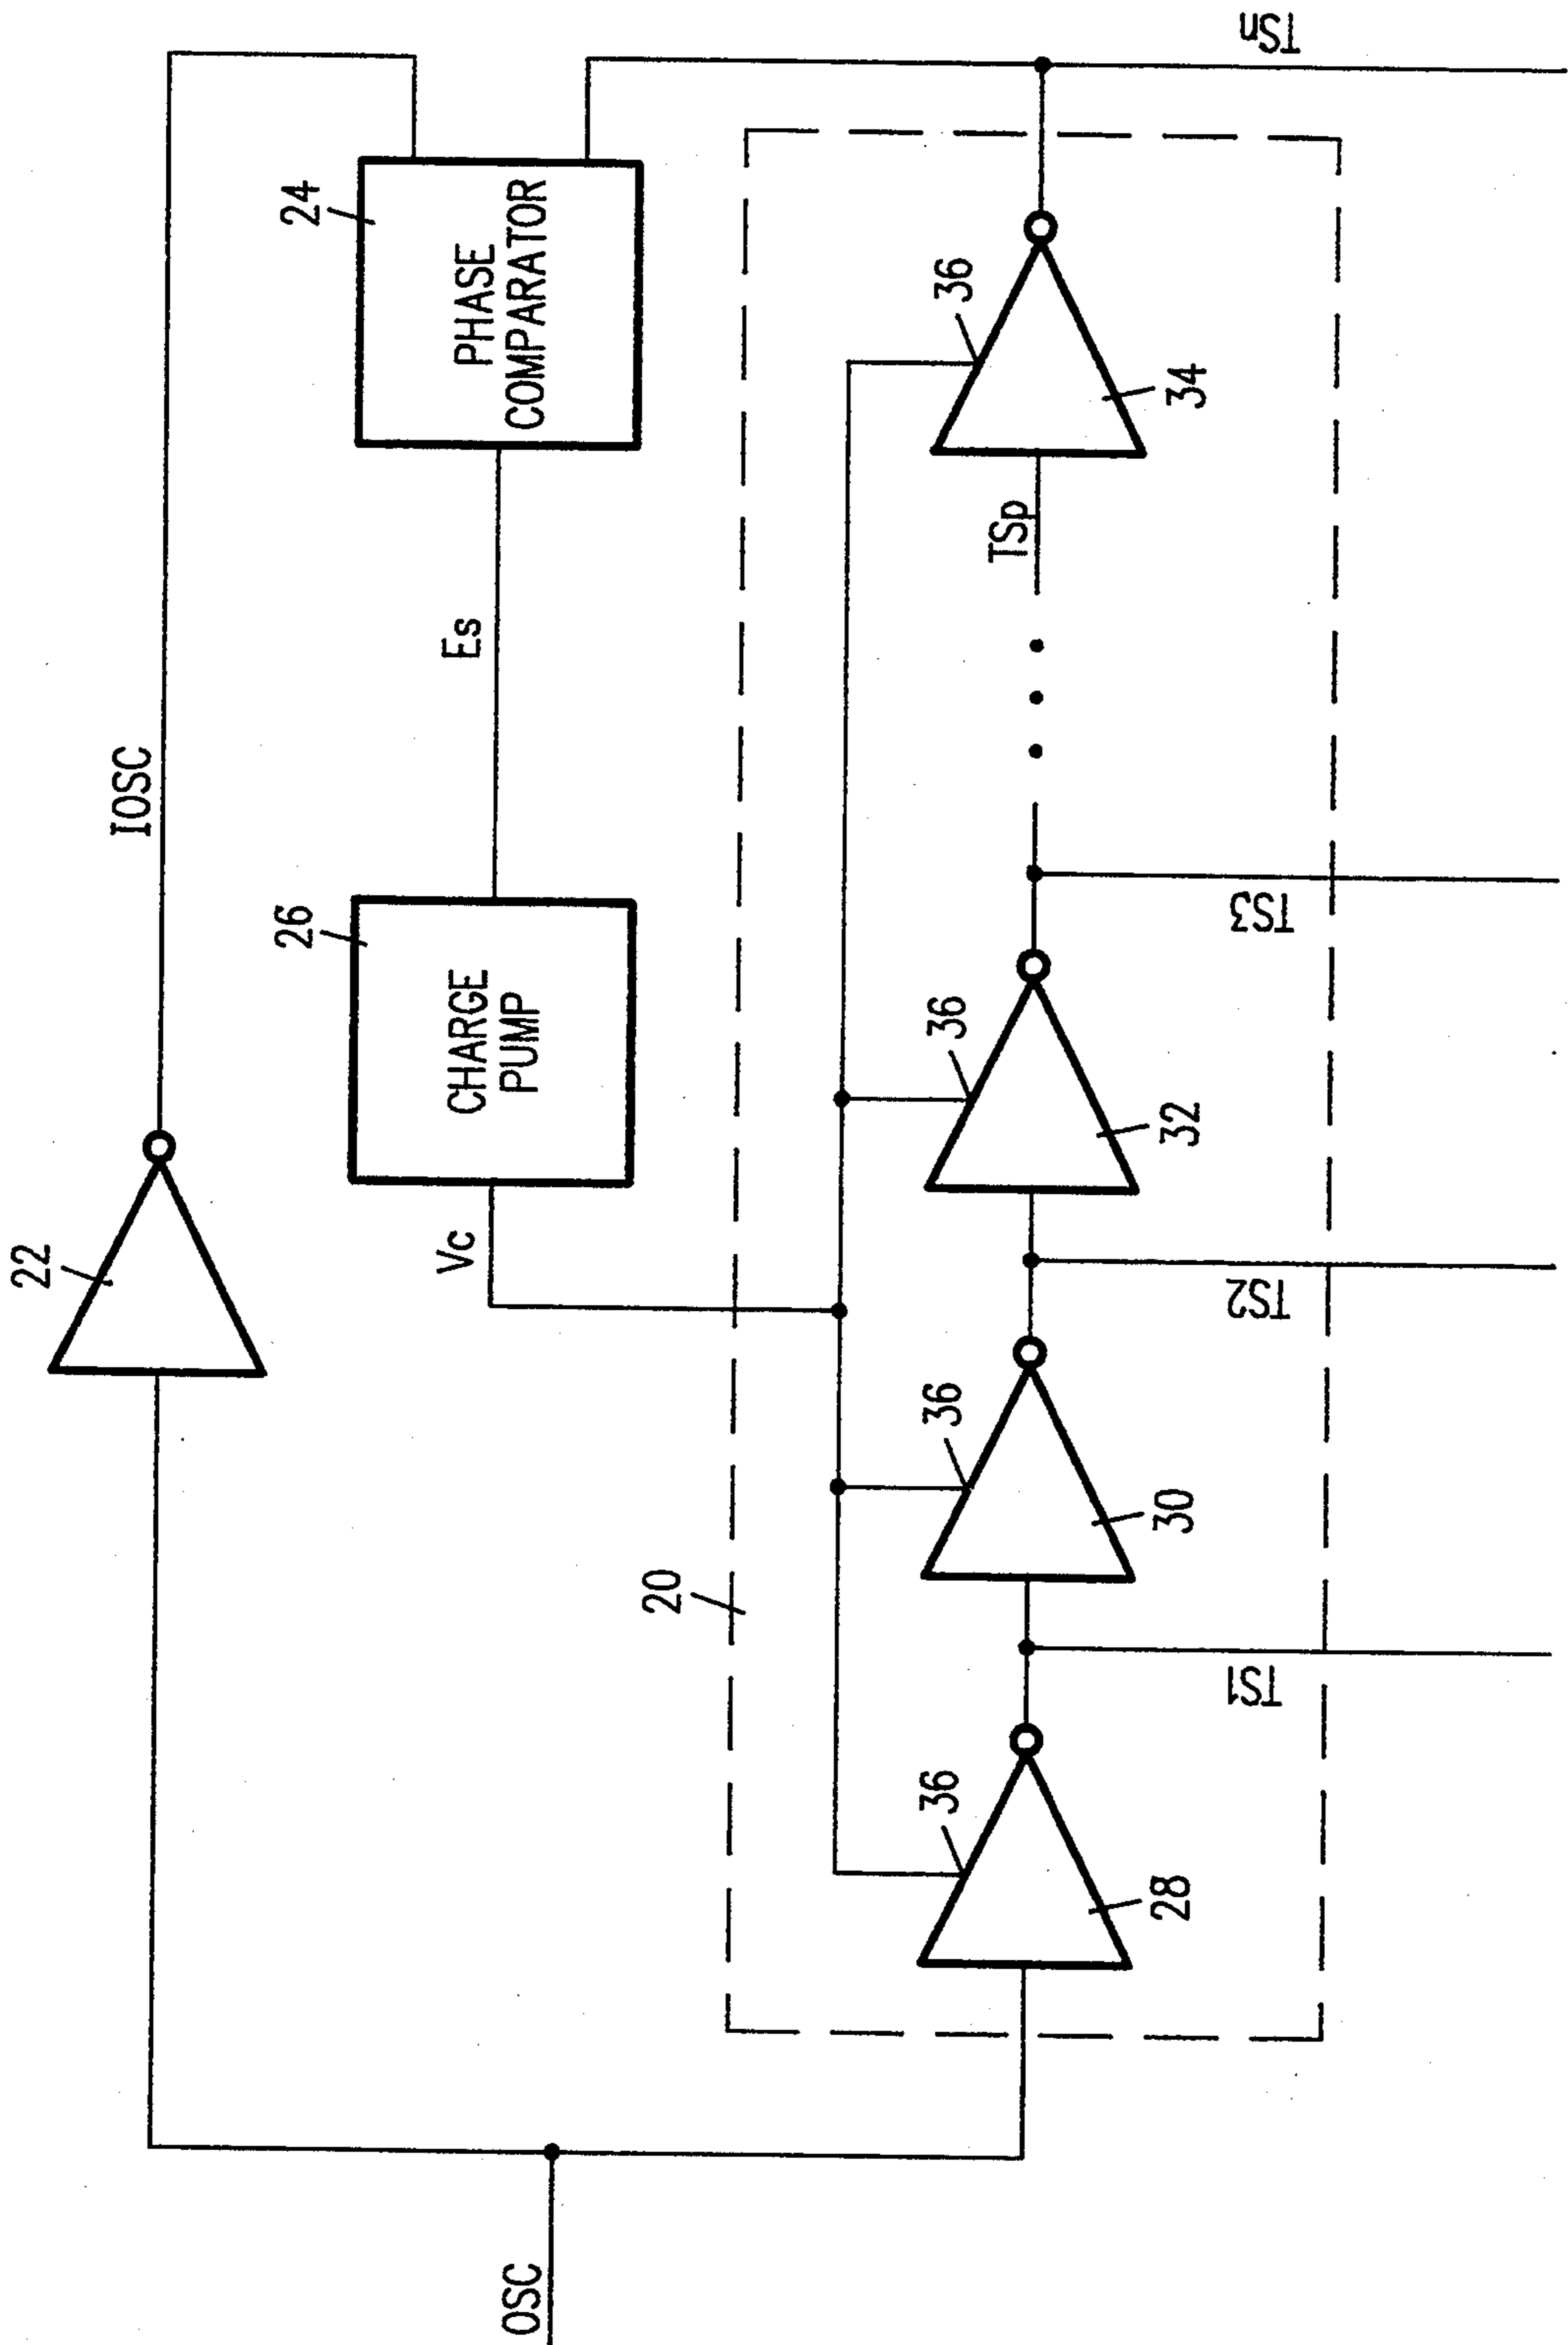 22
IOSC
26
CHARGE
PUMP
24
PHASE
COMPARATOR
Vc
Es
OSC
20
36
36
36
36
TSp
28
30
32
34
TS1
TS2
TS3
TSn